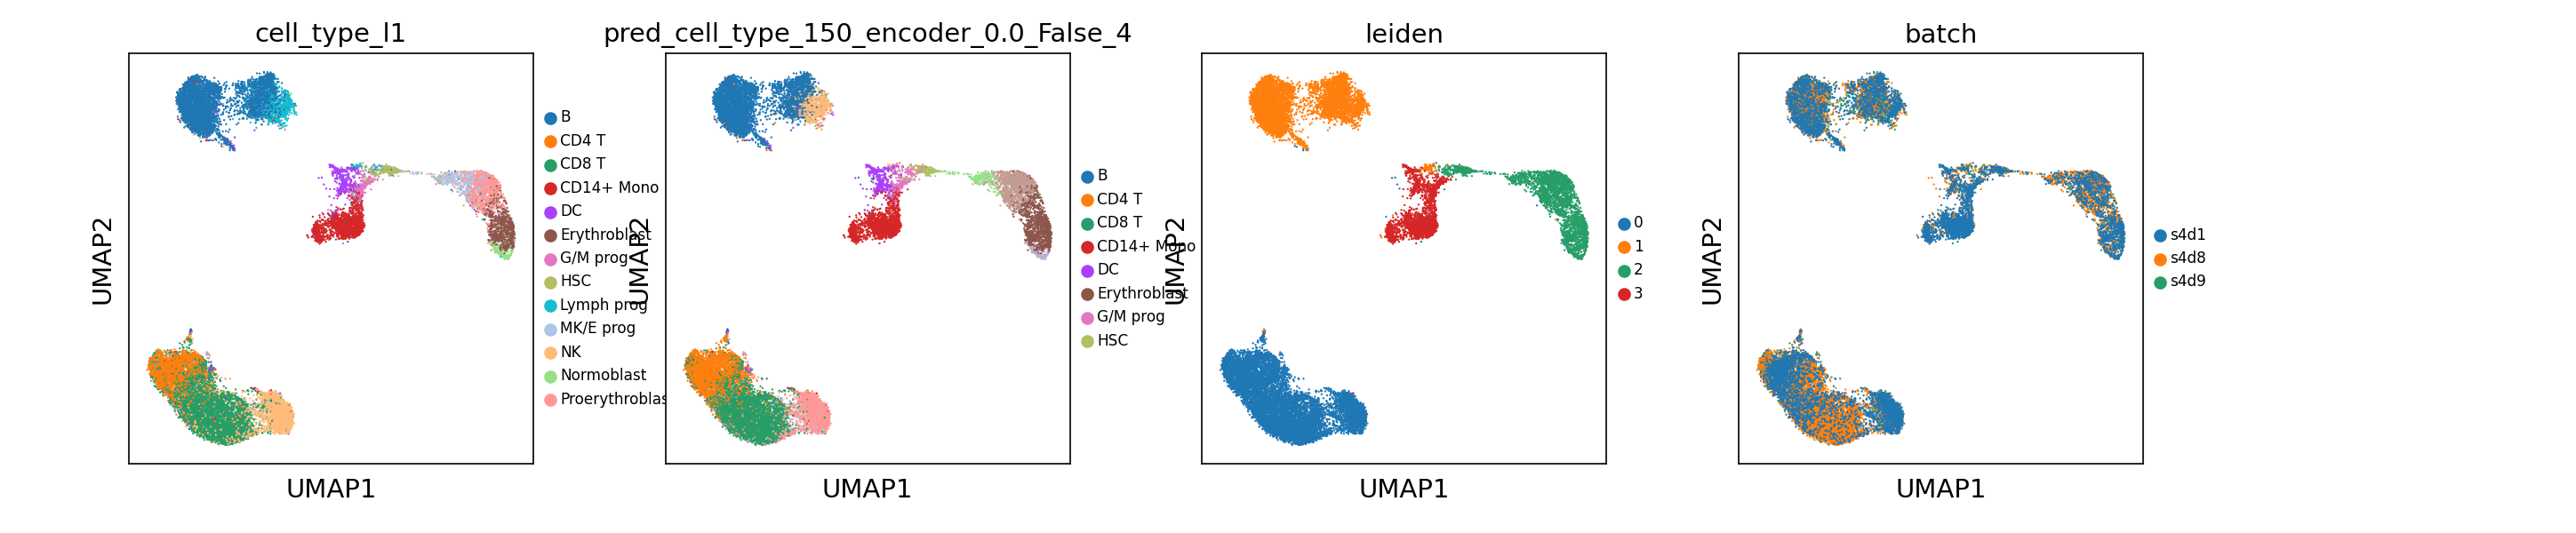 cell_type_l1
pred_cell_type_150_encoder_0.0_False_4
leiden
batch
UMAP2
UMAP1
B
CD4 T
CD8 T
CD14+ Mono
DC
Erythroblast
G/M prog
HSC
Lymph prog
MK/E prog
NK
Normoblast
Proerythroblas
UMAP2
UMAP1
B
CD4 T
CD8 T
CD14+ Mono
DC
Erythroblast
G/M prog
HSC
UMAP2
UMAP1
0
1
2
3
UMAP2
UMAP1
s4d1
s4d8
s4d9